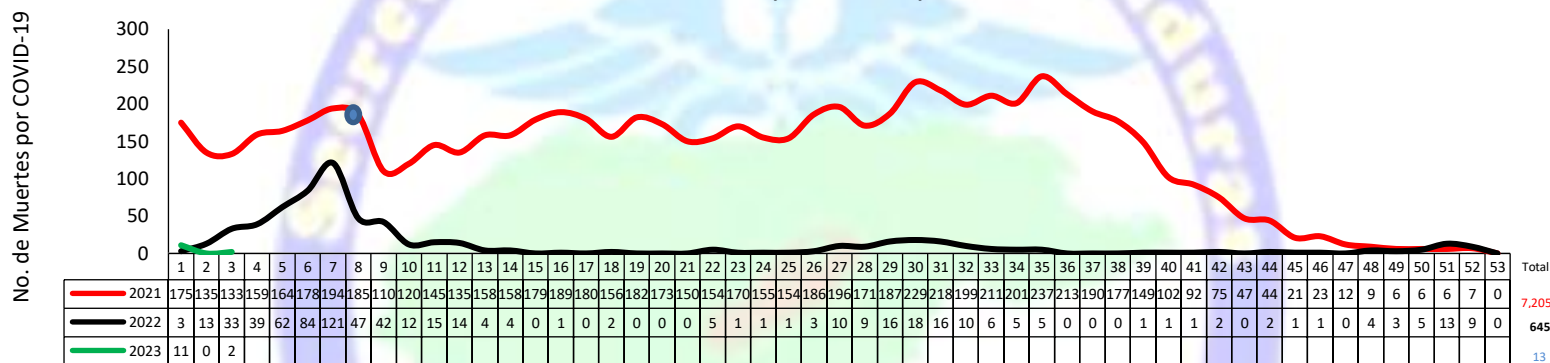 No. de Muertes por COVID-19
300
250
200
150
100
50
0
1 2 3 4 5 6 7 8 9 10 11 12 13 14 15 16 17 18 19 20 21 22 23 24 25 26 27 28 29 30 31 32 33 34 35 36 37 38 39 40 41 42 43 44 45 46 47 48 49 50 51 52 53 Total
2021 175 135 133 159 164 178 194 185 110 120 145 135 158 158 179 189 180 156 182 173 150 154 170 155 154 186 196 171 187 229 218 199 211 201 237 213 190 177 149 102 92 75 47 44 21 23 12 9 6 6 6 7 0 7,205
2022 3 13 33 39 62 84 121 47 42 12 15 14 4 4 0 1 0 2 0 0 0 5 1 1 1 3 10 9 16 18 16 10 6 5 5 0 0 0 1 1 1 2 0 2 1 1 0 4 3 5 13 9 0 645
2023 11 0 2 13